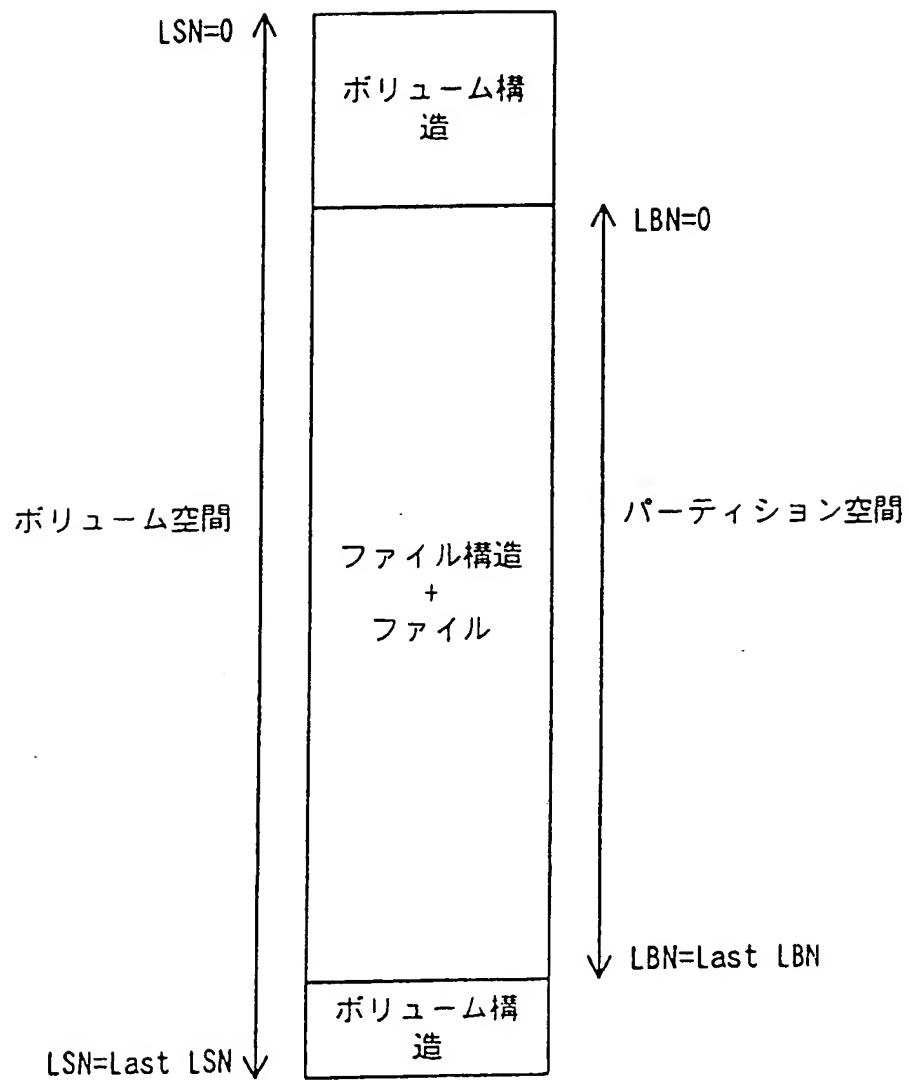 LSN=0
ボリューム構
造
LBN=0
ボリューム空間
パーティション空間
ファイル構造
+
ファイル
LBN=Last LBN
ボリューム構
造
LSN=Last LSN